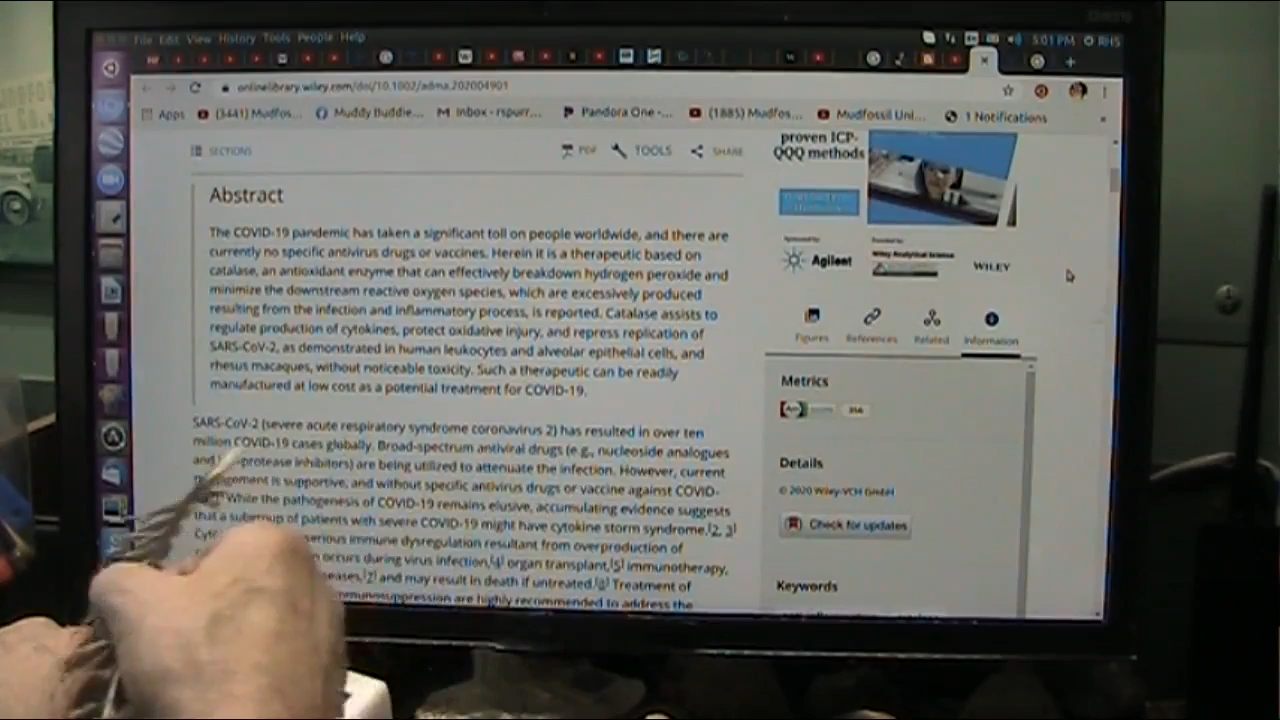 File Edit View History Tools People Help
5:01 PM RHS
onlinelibrary.wiley.com/doi/10.1002/adma.202004901
Apps (3441) Mudfos... Muddy Buddie... Inbox - rspurr... Pandora One -... (1885) Mudfos... Mudfossil Uni... 1 Notifications
SECTIONS PDF TOOLS SHARE
proven ICP-
QQQ methods
Agilent
Wiley Analytical Science
WILEY
Figures References Related Information
Metrics
356
Details
© 2020 Wiley-VCH GmbH
Check for updates
Keywords
Abstract
The COVID-19 pandemic has taken a significant toll on people worldwide, and there are
currently no specific antivirus drugs or vaccines. Herein it is a therapeutic based on
catalase, an antioxidant enzyme that can effectively breakdown hydrogen peroxide and
minimize the downstream reactive oxygen species, which are excessively produced
resulting from the infection and inflammatory process, is reported. Catalase assists to
regulate production of cytokines, protect oxidative injury, and repress replication of
SARS-CoV-2, as demonstrated in human leukocytes and alveolar epithelial cells, and
rhesus macaques, without noticeable toxicity. Such a therapeutic can be readily
manufactured at low cost as a potential treatment for COVID-19.
SARS-CoV-2 (severe acute respiratory syndrome coronavirus 2) has resulted in over ten
million COVID-19 cases globally. Broad-spectrum antiviral drugs (e.g., nucleoside analogues
and protease inhibitors) are being utilized to attenuate the infection. However, current
is supportive, and without specific antivirus drugs or vaccine against COVID-
While the pathogenesis of COVID-19 remains elusive, accumulating evidence suggests
that a subgroup of patients with severe COVID-19 might have cytokine storm syndrome.[2, 3]
serious immune dysregulation resultant from overproduction of
occurs during virus infection,[4] organ transplant,[5] immunotherapy,
[7] and may result in death if untreated.[8] Treatment of
are highly recommended to address the